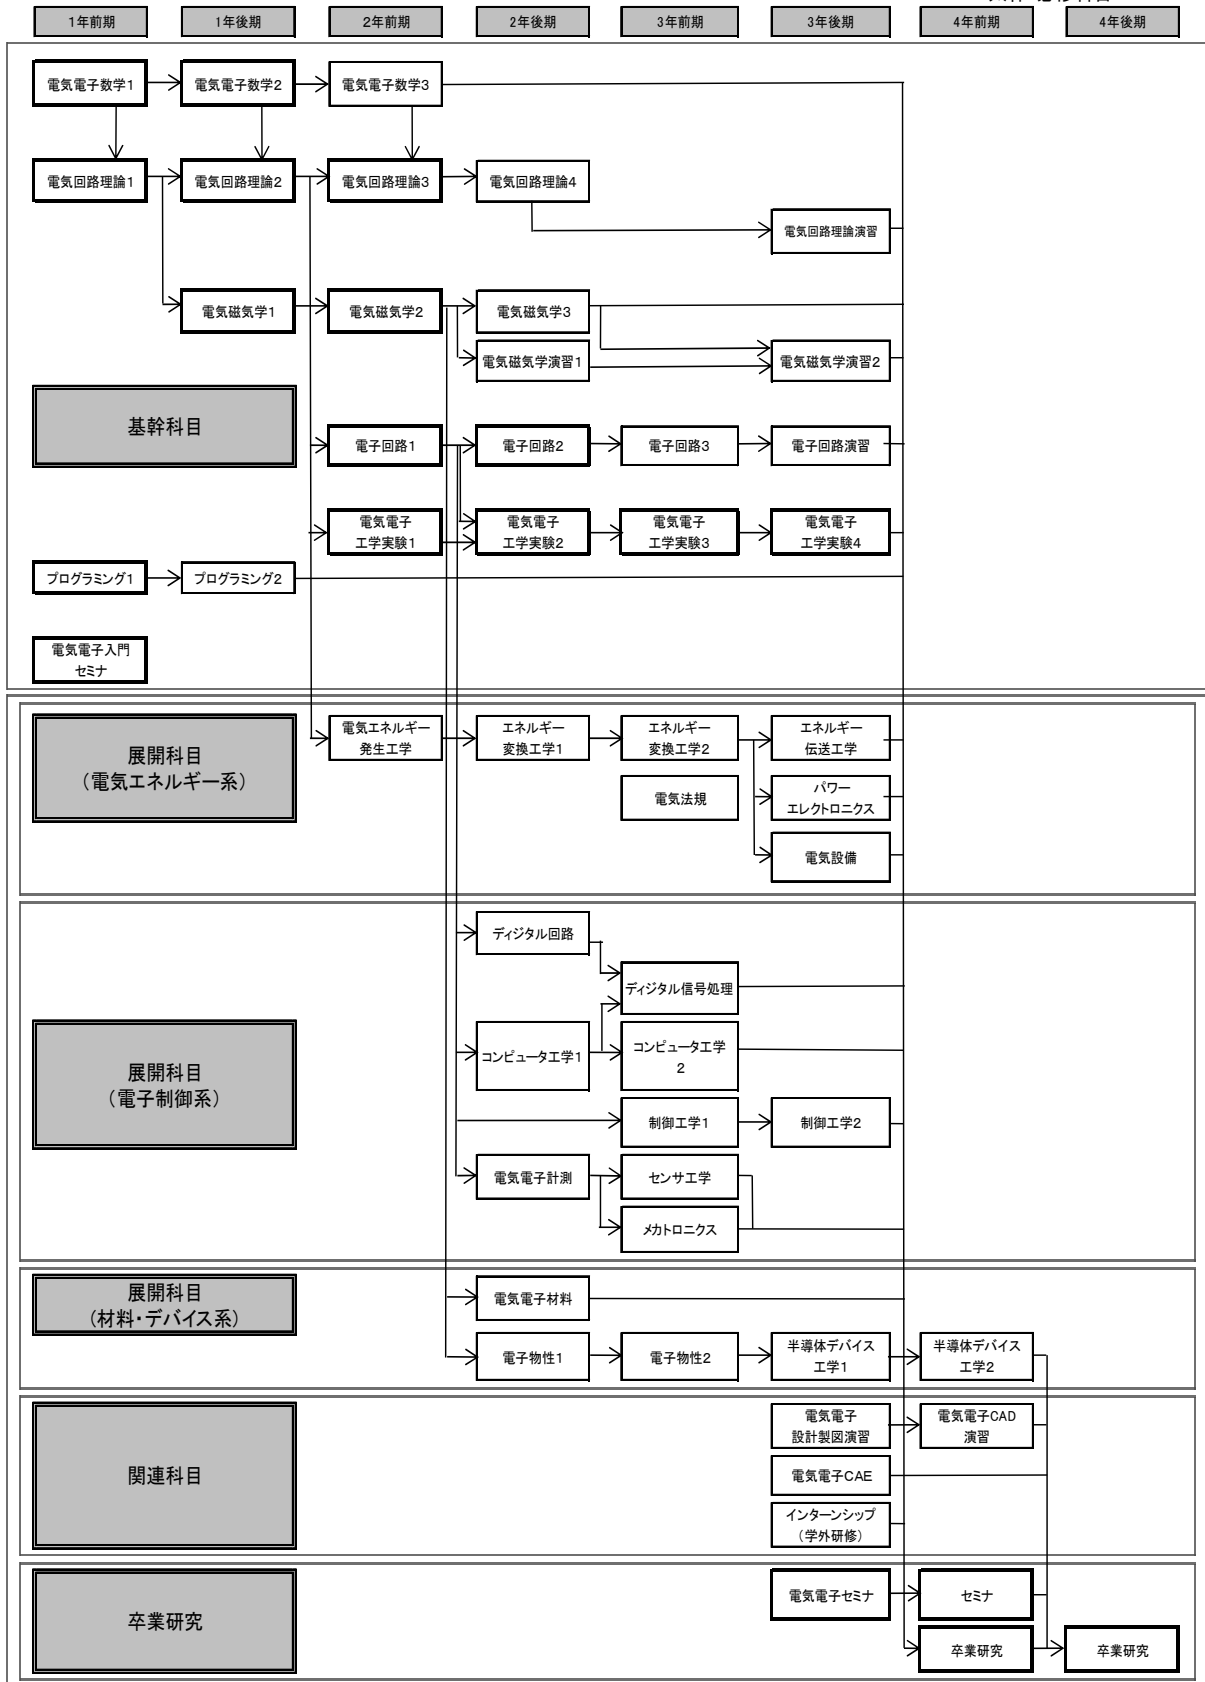 1年前期
1年後期
2年前期
2年後期
3年前期
3年後期
4年前期
4年後期
電気電子数学1
電気電子数学2
電気電子数学3
電気回路理論1
電気回路理論2
電気回路理論3
電気回路理論4
電気回路理論演習
電気磁気学1
電気磁気学2
電気磁気学3
電気磁気学演習1
電気磁気学演習2
基幹科目
電子回路1
電子回路2
電子回路3
電子回路演習
電気電子
工学実験1
電気電子
工学実験2
電気電子
工学実験3
電気電子
工学実験4
プログラミング1
プログラミング2
電気電子入門
セミナ
展開科目
(電気エネルギー系)
電気エネルギー
発生工学
エネルギー
変換工学1
エネルギー
変換工学2
エネルギー
伝送工学
電気法規
パワー
エレクトロニクス
電気設備
展開科目
(電子制御系)
ディジタル回路
ディジタル信号処理
コンピュータ工学1
コンピュータ工学
2
制御工学1
制御工学2
電気電子計測
センサ工学
メカトロニクス
展開科目
(材料・デバイス系)
電気電子材料
電子物性1
電子物性2
半導体デバイス
工学1
半導体デバイス
工学2
関連科目
電気電子
設計製図演習
電気電子CAD
演習
電気電子CAE
インターンシップ
(学外研修)
卒業研究
電気電子セミナ
セミナ
卒業研究
卒業研究